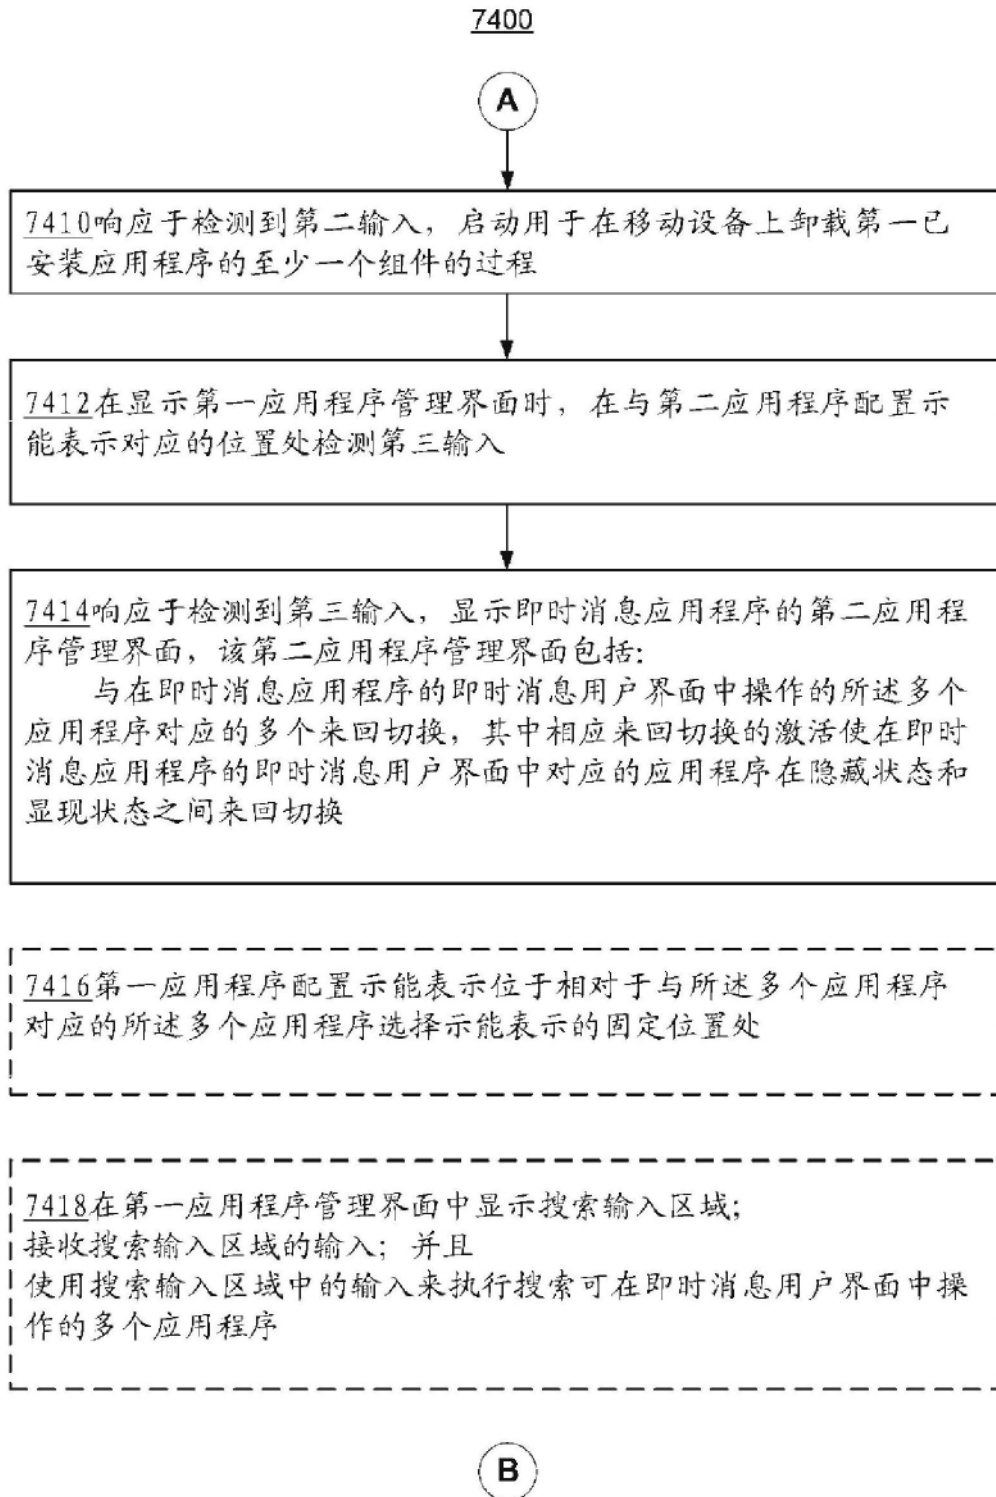 7400
A
7410响应于检测到第二输入，启动用于在移动设备上卸载第一已
安装应用程序的至少一个组件的过程
7412在显示第一应用程序管理界面时，在与第二应用程序配置示
能表示对应的位置处检测第三输入
7414响应于检测到第三输入，显示即时消息应用程序的第二应用程
序管理界面，该第二应用程序管理界面包括：
与在即时消息应用程序的即时消息用户界面中操作的所述多个
应用程序对应的多个来回切换，其中相应来回切换的激活使在即时
消息应用程序的即时消息用户界面中对应的应用程序在隐藏状态和
显现状态之间来回切换
7416第一应用程序配置示能表示位于相对于与所述多个应用程序
对应的所述多个应用程序选择示能表示的固定位置处
7418在第一应用程序管理界面中显示搜索输入区域；
接收搜索输入区域的输入；并且
使用搜索输入区域中的输入来执行搜索可在即时消息用户界面中操
作的多个应用程序
B